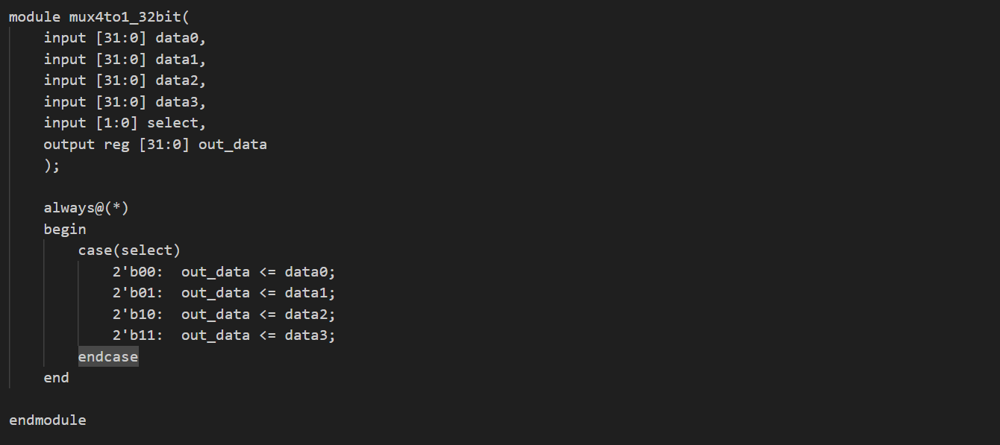 module mux4to1_32bit(
    input [31:0] data0,
    input [31:0] data1,
    input [31:0] data2,
    input [31:0] data3,
    input [1:0] select,
    output reg [31:0] out_data
    );

    always@(*)
    begin
        case(select)
            2'b00:  out_data <= data0;
            2'b01:  out_data <= data1;
            2'b10:  out_data <= data2;
            2'b11:  out_data <= data3;
        endcase
    end

endmodule